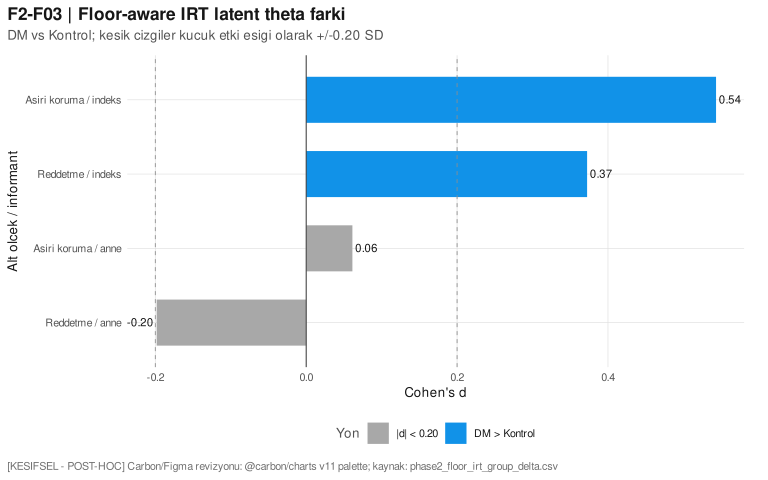 F2-F03 | Floor-aware IRT latent theta farki
DM vs Kontrol; kesik cizgiler kucuk etki esigi olarak +/-0.20 SD
Alt olcek / informant
Asiri koruma / indeks
0.54
Reddetme / indeks
0.37
Asiri koruma / anne
0.06
Reddetme / anne
-0.20
-0.2
0.0
0.2
0.4
Cohen's d
Yon
|d| < 0.20
DM > Kontrol
[KESIFSEL - POST-HOC] Carbon/Figma revizyonu: @carbon/charts v11 palette; kaynak: phase2_floor_irt_group_delta.csv